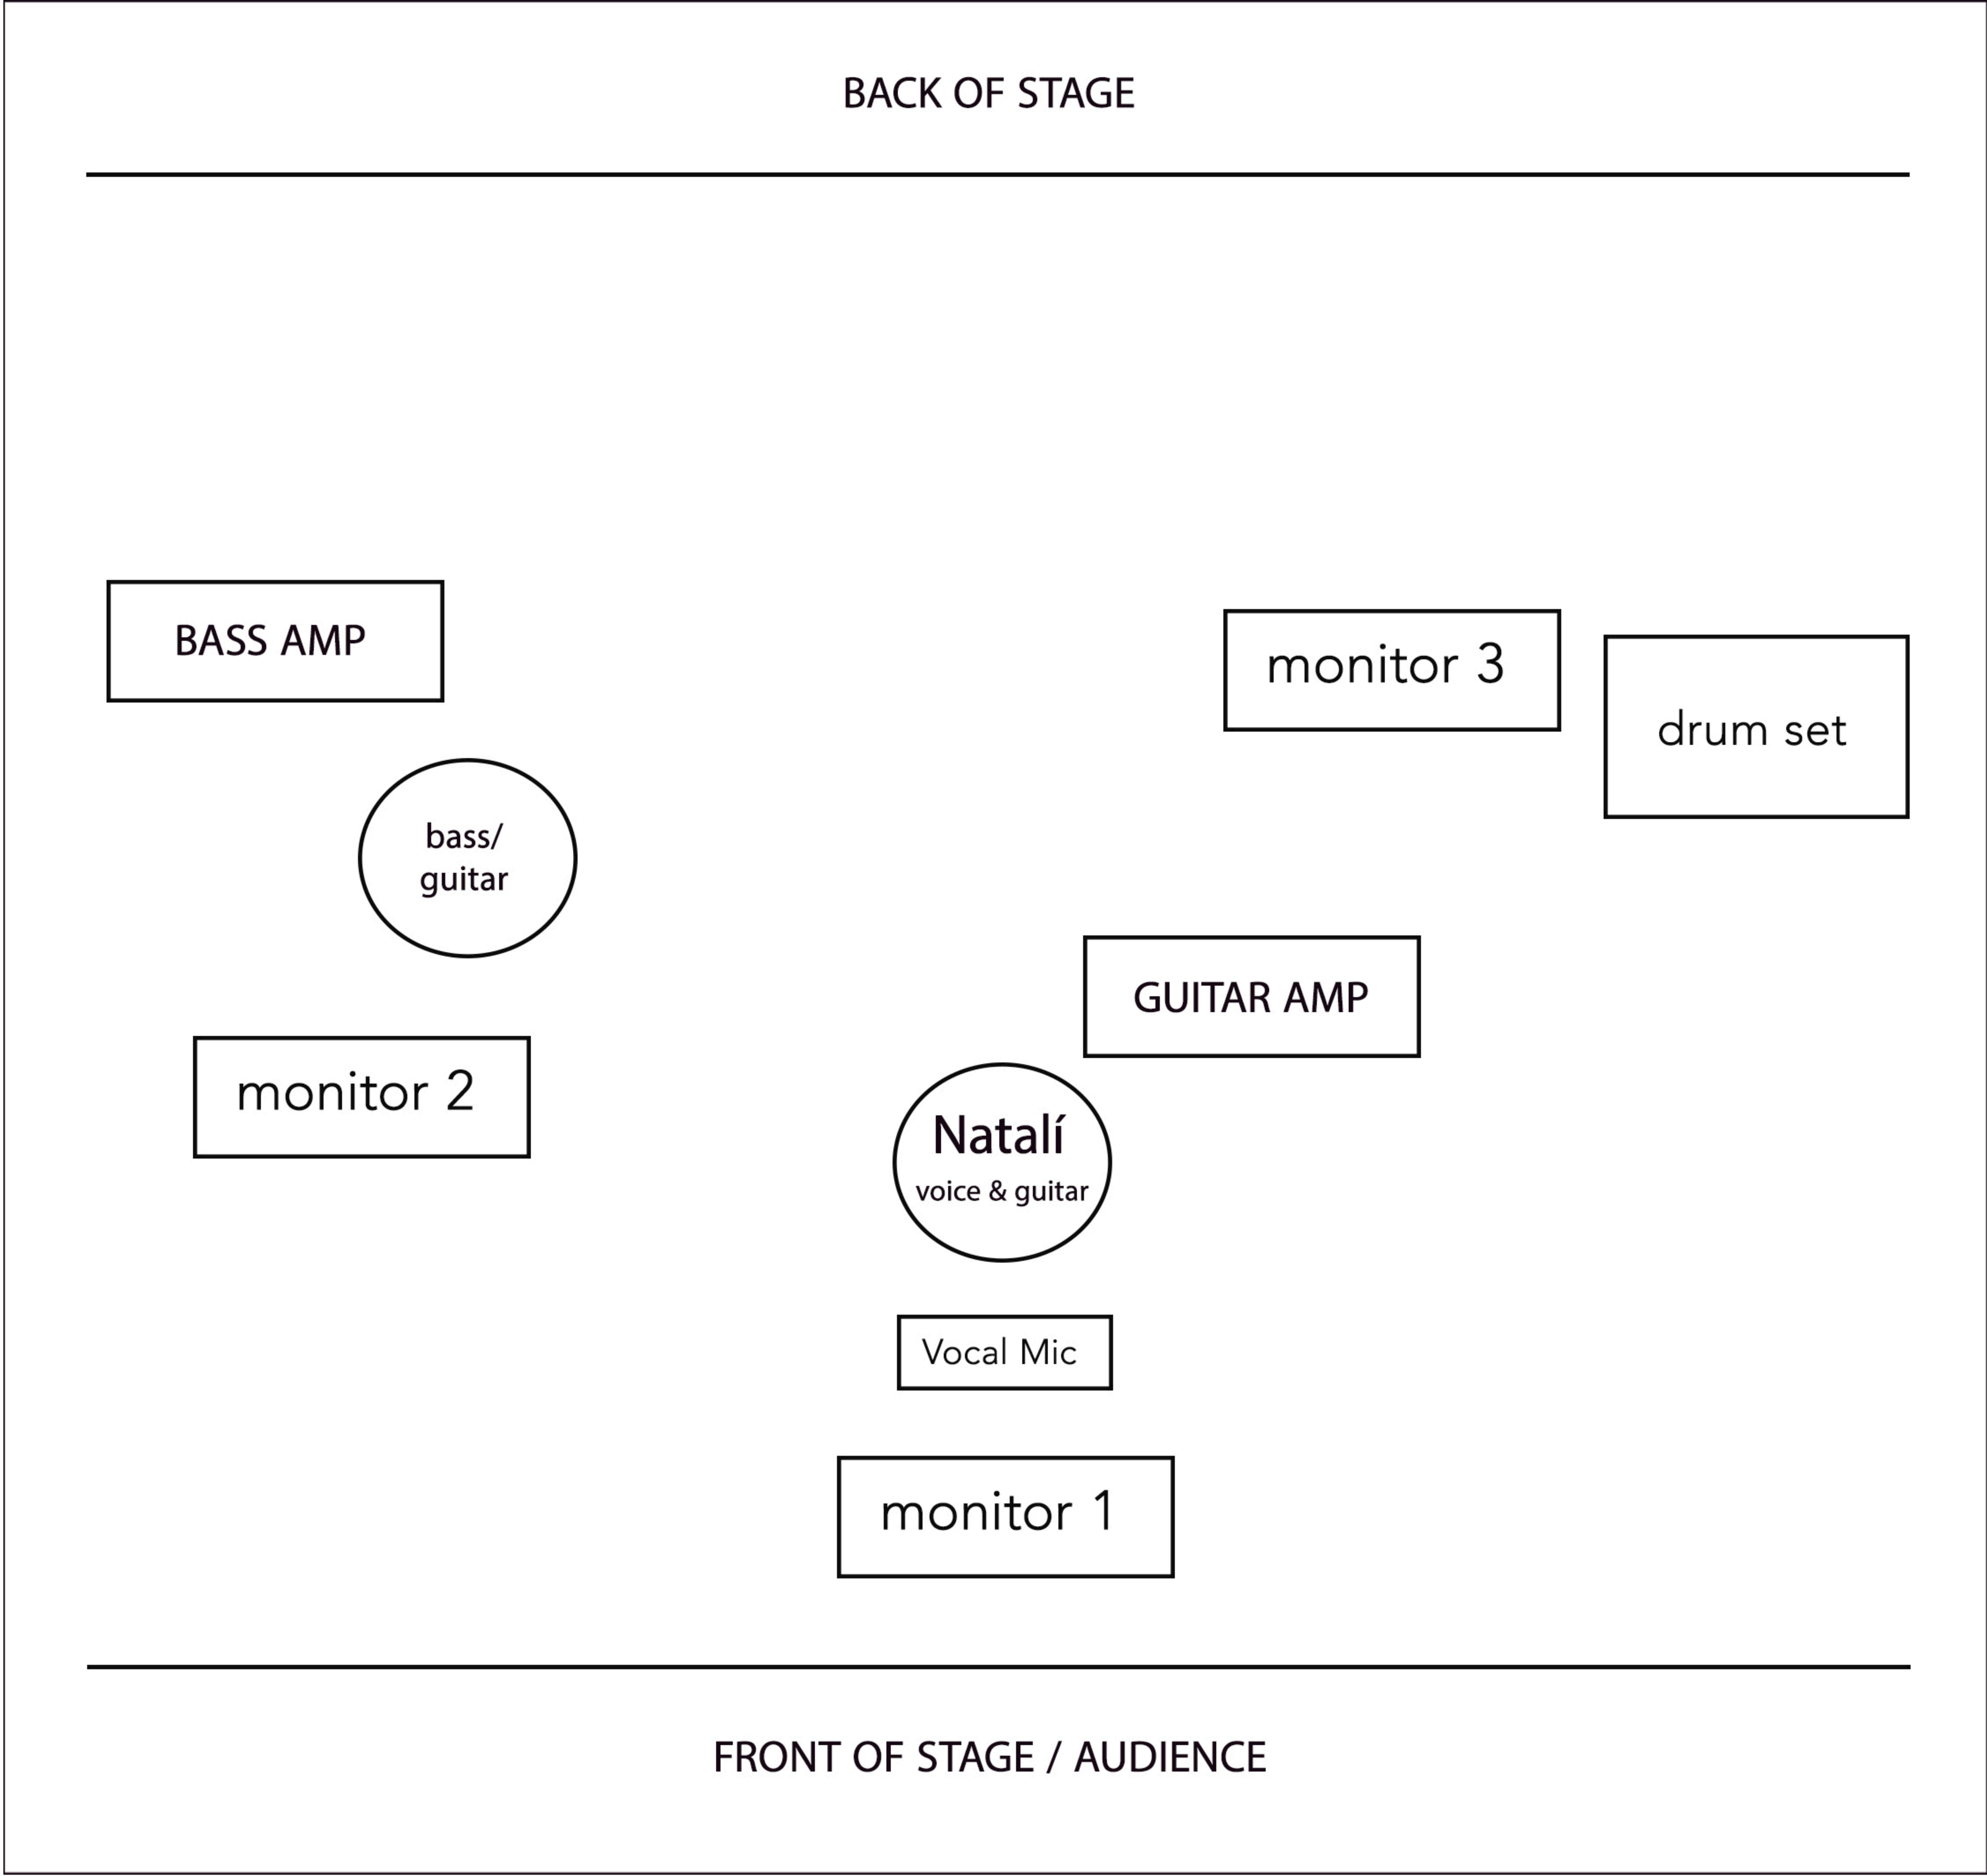 BACK OF STAGE
BASS AMP
monitor 3
drum set
bass/
guitar
GUITAR AMP
monitor 2
Natalí
voice & guitar
Vocal Mic
monitor 1
FRONT OF STAGE / AUDIENCE